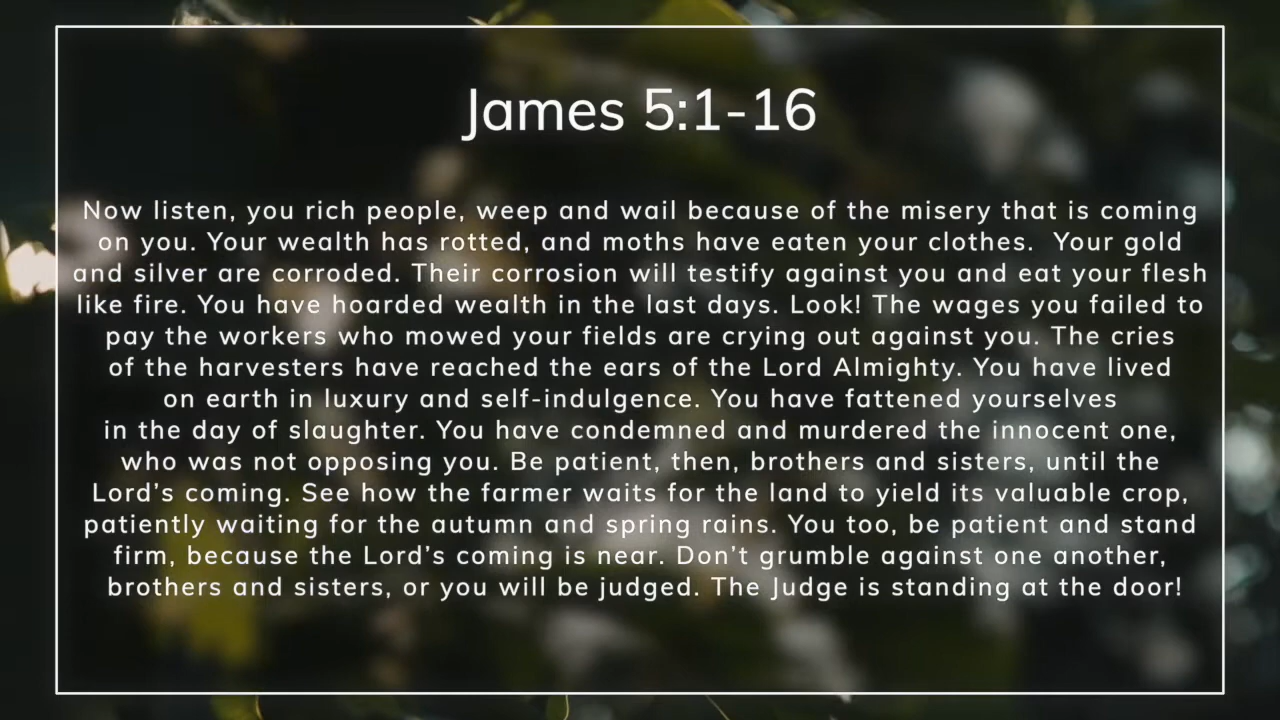 James 5:1-16
Now listen, you rich people, weep and wail because of the misery that is coming
on you. Your wealth has rotted, and moths have eaten your clothes.  Your gold
and silver are corroded. Their corrosion will testify against you and eat your flesh
like fire. You have hoarded wealth in the last days. Look! The wages you failed to
pay the workers who mowed your fields are crying out against you. The cries
of the harvesters have reached the ears of the Lord Almighty. You have lived
on earth in luxury and self-indulgence. You have fattened yourselves
in the day of slaughter. You have condemned and murdered the innocent one,
who was not opposing you. Be patient, then, brothers and sisters, until the
Lord’s coming. See how the farmer waits for the land to yield its valuable crop,
patiently waiting for the autumn and spring rains. You too, be patient and stand
firm, because the Lord’s coming is near. Don’t grumble against one another,
brothers and sisters, or you will be judged. The Judge is standing at the door!